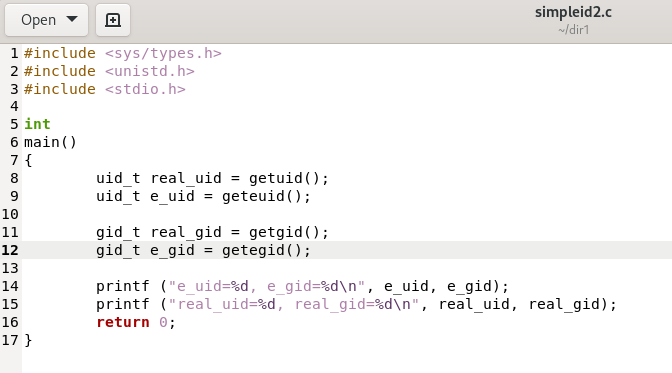 Open
simpleid2.c
~/dir1
1 #include <sys/types.h>
2 #include <unistd.h>
3 #include <stdio.h>
4
5 int
6 main()
7 {
8         uid_t real_uid = getuid();
9         uid_t e_uid = geteuid();
10
11         gid_t real_gid = getgid();
12         gid_t e_gid = getegid();
13
14         printf ("e_uid=%d, e_gid=%d\n", e_uid, e_gid);
15         printf ("real_uid=%d, real_gid=%d\n", real_uid, real_gid);
16         return 0;
17 }